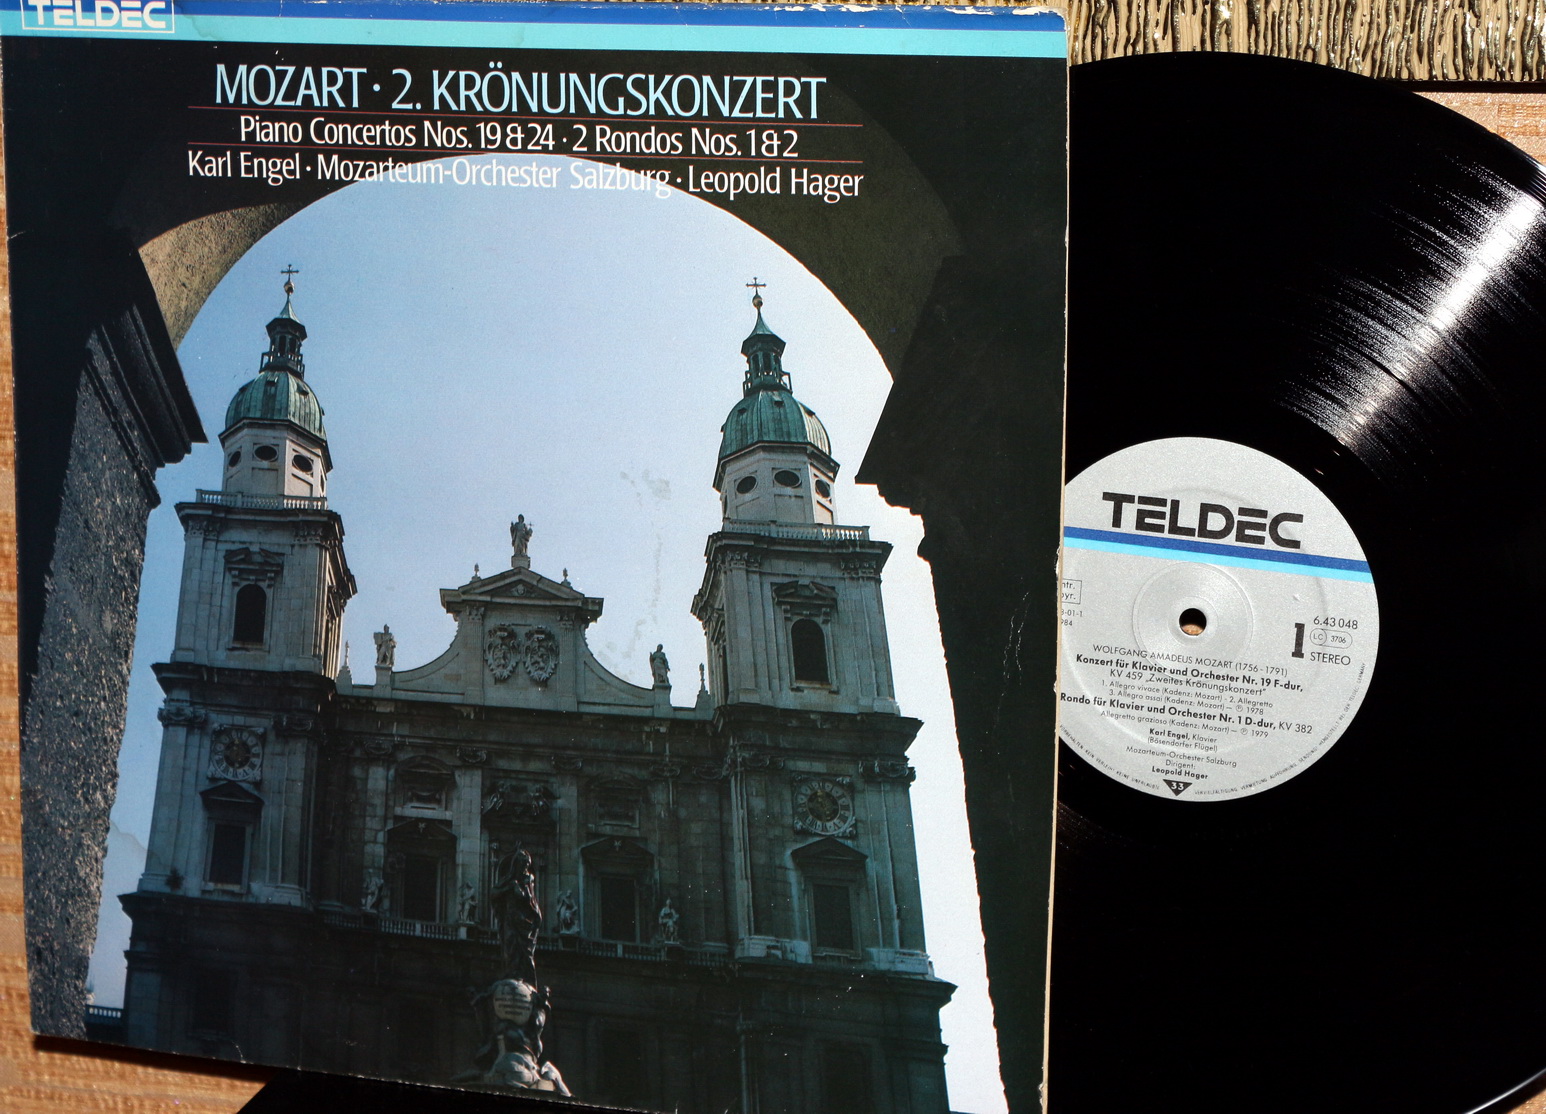 TELDEC
MOZART · 2. KRÖNUNGSKONZERT
Piano Concertos Nos. 19 & 24 · 2 Rondos Nos. 1 & 2
Karl Engel · Mozarteum-Orchester Salzburg · Leopold Hager
TELDEC
6.43 048
LC 3706
1 STEREO
WOLFGANG AMADEUS MOZART (1756 - 1791)
Konzert für Klavier und Orchester Nr. 19 F-dur,
KV 459 „Zweites Krönungskonzert"
1. Allegro vivace (Kadenz: Mozart) - 2. Allegretto
3. Allegro assai (Kadenz: Mozart) — ℗ 1978
Rondo für Klavier und Orchester Nr. 1 D-dur, KV 382
Allegretto grazioso (Kadenz: Mozart) — ℗ 1979
Karl Engel, Klavier
(Bösendorfer Flügel)
Mozarteum-Orchester Salzburg
Dirigent:
Leopold Hager
33